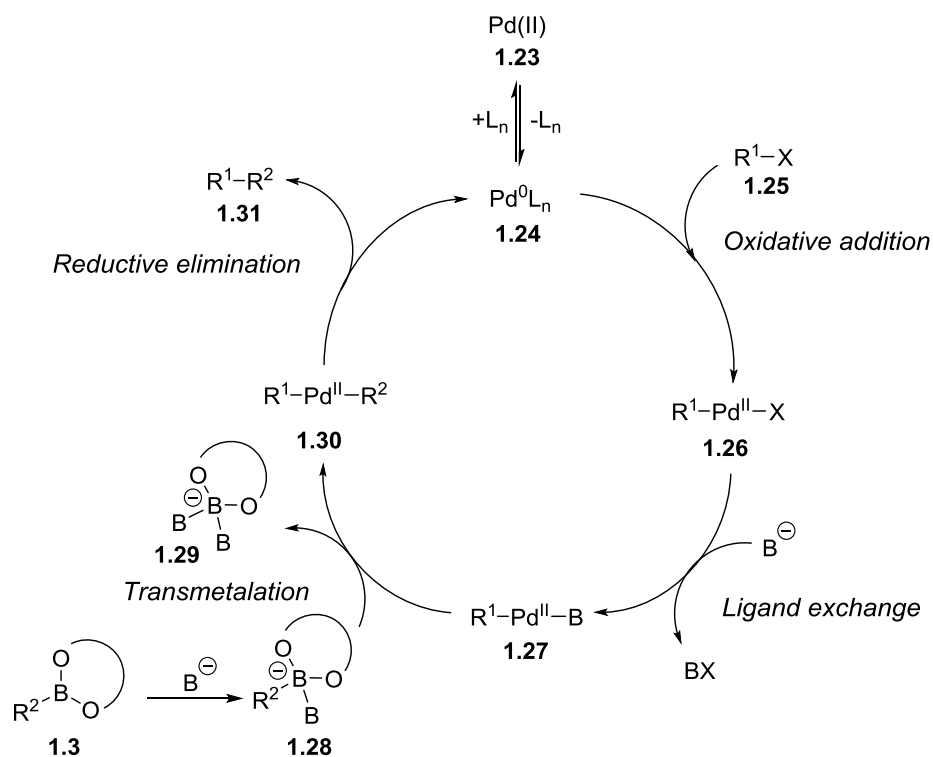 Pd(II)
1.23
+Lₙ -Lₙ
R¹–X
1.25
R¹–R²
1.31
Pd⁰Lₙ
1.24
Oxidative addition
Reductive elimination
R¹–Pdᴵᴵ–R²
1.30
R¹–Pdᴵᴵ–X
1.26
O
⊖
B–O
B
B
1.29
B⊖
Transmetalation
Ligand exchange
R¹–Pdᴵᴵ–B
1.27
BX
O
B
R²
O
1.3
B⊖
O
⊖
B–O
R²
B
1.28